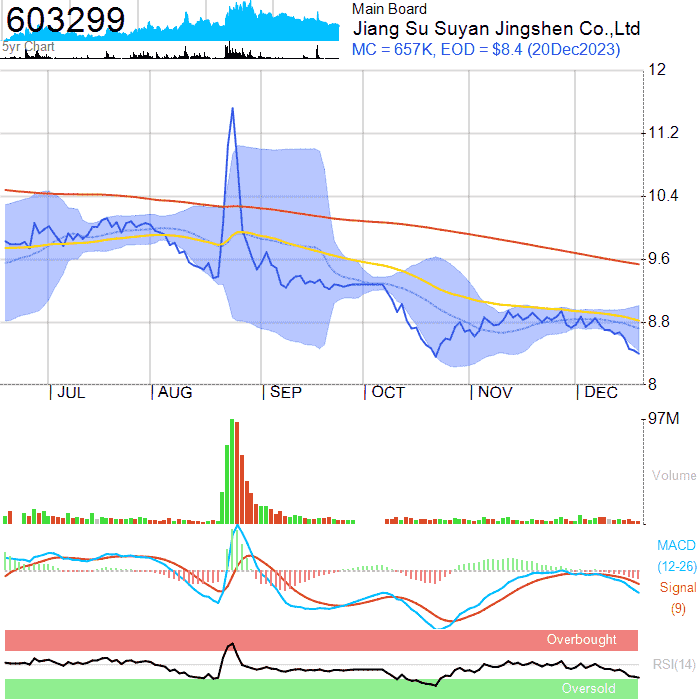 603299
5yr Chart
Main Board
Jiang Su Suyan Jingshen Co.,Ltd
MC = 657K, EOD = $8.4 (20Dec2023)
12
11.2
10.4
9.6
8.8
8
JUL AUG SEP OCT NOV DEC
97M
Volume
MACD
(12-26)
Signal
(9)
Overbought
RSI(14)
Oversold